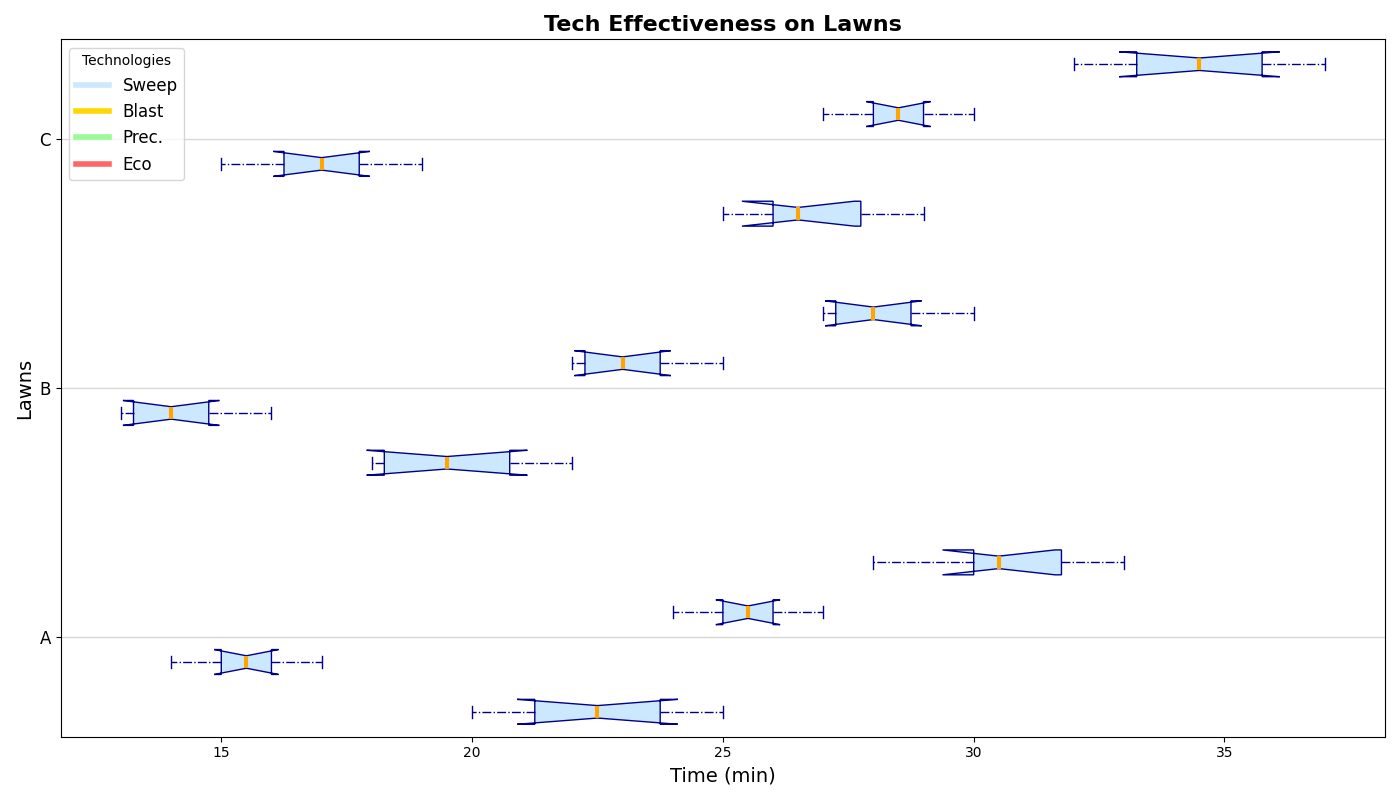 Tech Effectiveness on Lawns
Technologies
Sweep
Blast
Prec.
Eco
C
B
A
Lawns
15 20 25 30 35
Time (min)